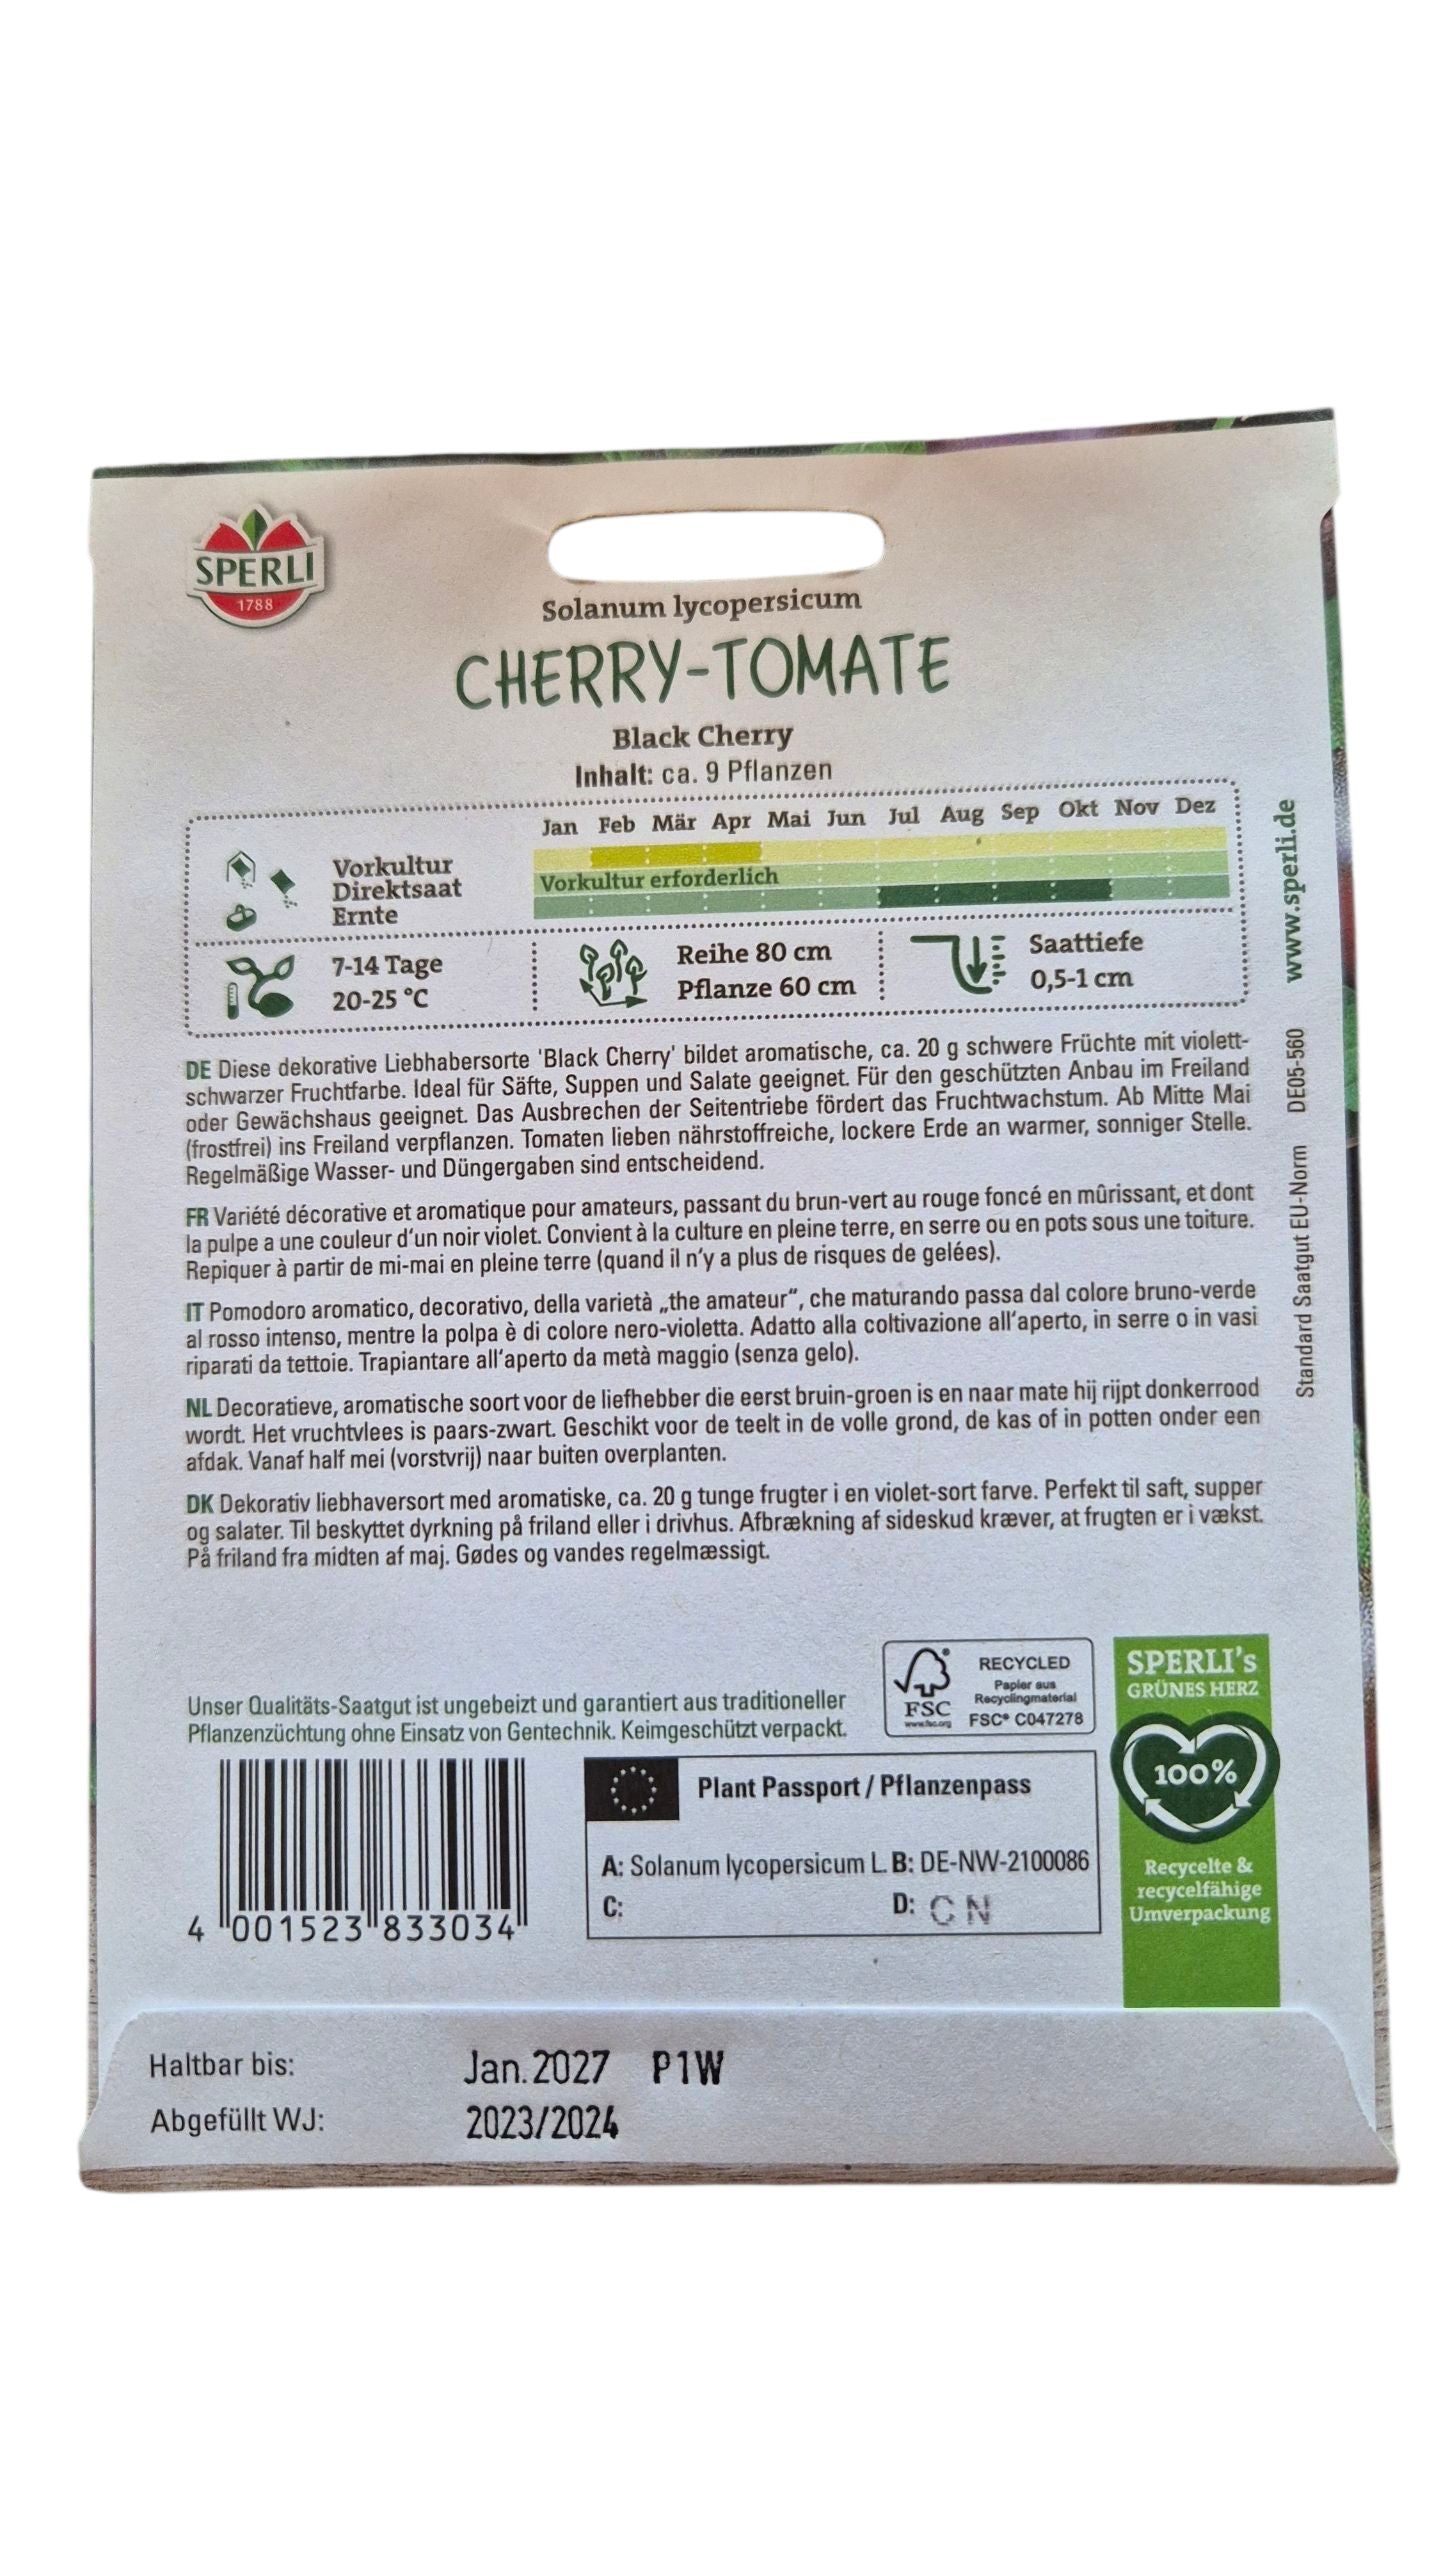 SPERLI
1788
Solanum lycopersicum
CHERRY-TOMATE
Black Cherry
Inhalt: ca. 9 Pflanzen
Jan Feb Mär Apr Mai Jun Jul Aug Sep Okt Nov Dez
Vorkultur
Direktsaat
Vorkultur erforderlich
Ernte
7-14 Tage
20-25 °C
Reihe 80 cm
Pflanze 60 cm
Saattiefe
0,5-1 cm
DE Diese dekorative Liebhabersorte 'Black Cherry' bildet aromatische, ca. 20 g schwere Früchte mit violett-
schwarzer Fruchtfarbe. Ideal für Säfte, Suppen und Salate geeignet. Für den geschützten Anbau im Freiland
oder Gewächshaus geeignet. Das Ausbrechen der Seitentriebe fördert das Fruchtwachstum. Ab Mitte Mai
(frostfrei) ins Freiland verpflanzen. Tomaten lieben nährstoffreiche, lockere Erde an warmer, sonniger Stelle.
Regelmäßige Wasser- und Düngergaben sind entscheidend.
FR Variété décorative et aromatique pour amateurs, passant du brun-vert au rouge foncé en mûrissant, et dont
la pulpe a une couleur d'un noir violet. Convient à la culture en pleine terre, en serre ou en pots sous une toiture.
Repiquer à partir de mi-mai en pleine terre (quand il n'y a plus de risques de gelées).
IT Pomodoro aromatico, decorativo, della varietà „the amateur“, che maturando passa dal colore bruno-verde
al rosso intenso, mentre la polpa è di colore nero-violetta. Adatto alla coltivazione all'aperto, in serre o in vasi
riparati da tettoie. Trapiantare all'aperto da metà maggio (senza gelo).
NL Decoratieve, aromatische soort voor de liefhebber die eerst bruin-groen is en naar mate hij rijpt donkerrood
wordt. Het vruchtvlees is paars-zwart. Geschikt voor de teelt in de volle grond, de kas of in potten onder een
afdak. Vanaf half mei (vorstvrij) naar buiten overplanten.
DK Dekorativ liebhaversort med aromatiske, ca. 20 g tunge frugter i en violet-sort farve. Perfekt til saft, supper
og salater. Til beskyttet dyrkning på friland eller i drivhus. Afbrækning af sideskud kræver, at frugten er i vækst.
På friland fra midten af maj. Gødes og vandes regelmæssigt.
www.sperli.de
DE05-560
Standard Saatgut EU-Norm
Unser Qualitäts-Saatgut ist ungebeizt und garantiert aus traditioneller
Pflanzenzüchtung ohne Einsatz von Gentechnik. Keimgeschützt verpackt.
FSC
www.fsc.org
RECYCLED
Papier aus
Recyclingmaterial
FSC® C047278
SPERLI's
GRÜNES HERZ
100%
Recycelte &
recycelfähige
Umverpackung
4 001523 833034
Plant Passport / Pflanzenpass
A: Solanum lycopersicum L. B: DE-NW-2100086
C: D: CN
Haltbar bis: Jan.2027 P1W
Abgefüllt WJ: 2023/2024